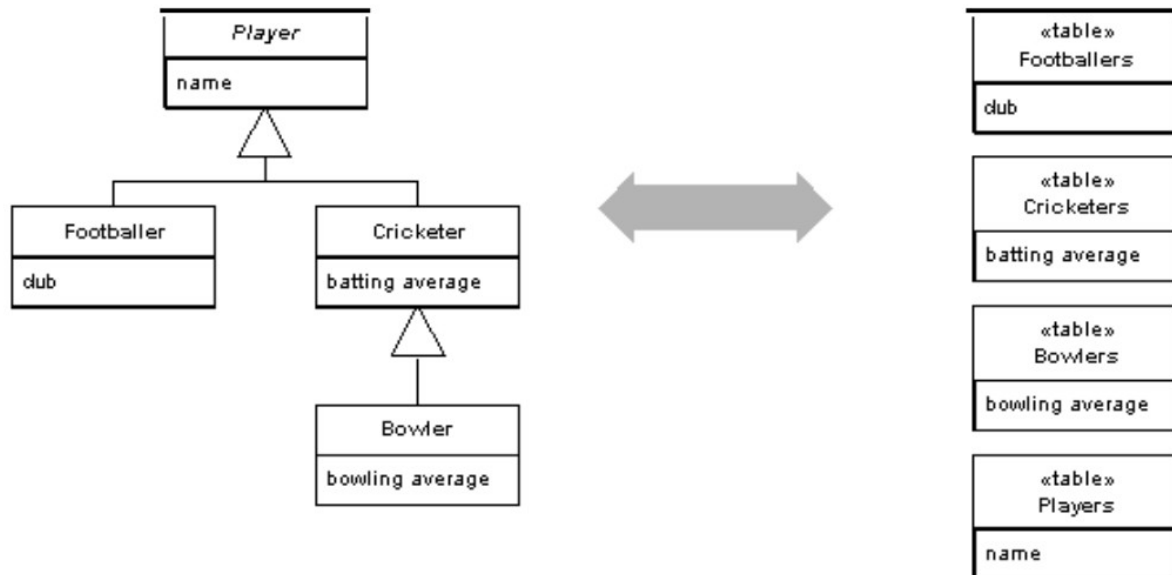 Player
name
Footballer
club
Cricketer
batting average
Bowler
bowling average
«table»
Footballers
club
«table»
Cricketers
batting average
«table»
Bowlers
bowling average
«table»
Players
name